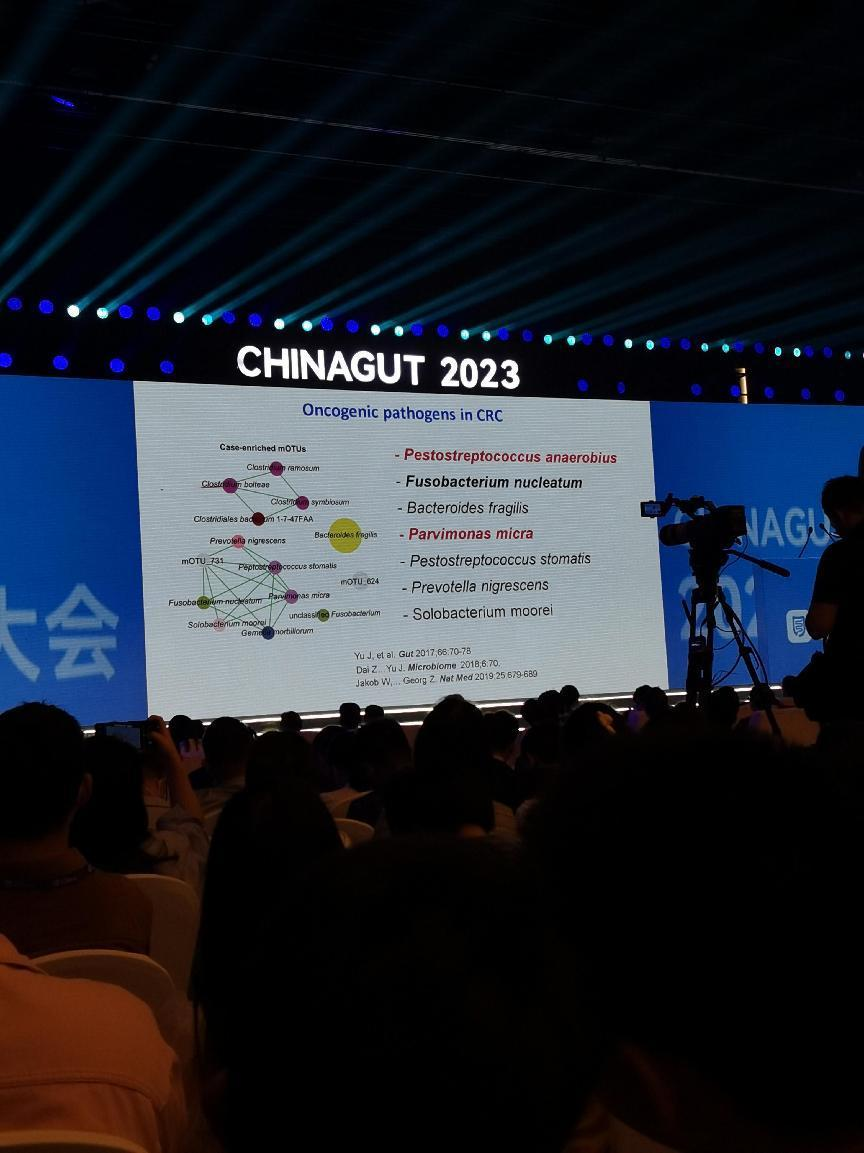 CHINAGUT 2023
Oncogenic pathogens in CRC
Case-enriched mOTUs
Clostridium ramosum
Clostridium bolteae
Clostridium symbiosum
Clostridiales bacterium 1-7-47FAA
Prevotella nigrescens
Bacteroides fragilis
mOTU_731
Peptostreptococcus stomatis
mOTU_624
Parvimonas micra
Fusobacterium nucleatum
unclassified Fusobacterium
Solobacterium moorei
Gemella morbillorum
- Pestostreptococcus anaerobius
- Fusobacterium nucleatum
- Bacteroides fragilis
- Parvimonas micra
- Pestostreptococcus stomatis
- Prevotella nigrescens
- Solobacterium moorei
Yu J, et al. Gut 2017;66:70-78
Dai Z...Yu J. Microbiome 2018;6:70.
Jakob W,... Georg Z. Nat Med 2019;25:679-689
大会
CHINAGU
202